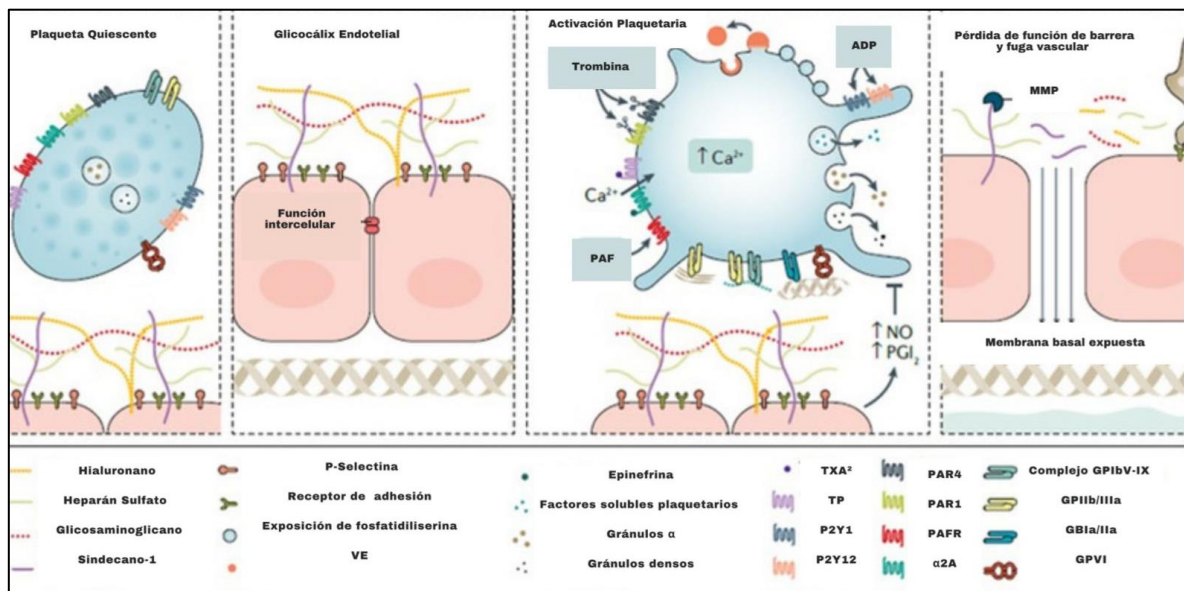 Plaqueta Quiescente
Glicocálix Endotelial
Función
intercelular
Activación Plaquetaria
Trombina
ADP
↑ Ca²⁺
Ca²⁺
PAF
↑ NO
↑ PGI₂
Pérdida de función de barrera
y fuga vascular
MMP
Membrana basal expuesta
Hialuronano
Heparán Sulfato
Glicosaminoglicano
Sindecano-1
P-Selectina
Receptor de adhesión
Exposición de fosfatidiliserina
VE
Epinefrina
Factores solubles plaquetarios
Gránulos α
Gránulos densos
TXA²
TP
P2Y1
P2Y12
PAR4
PAR1
PAFR
α2A
Complejo GPIbV-IX
GPIIb/IIIa
GBIa/IIa
GPVI